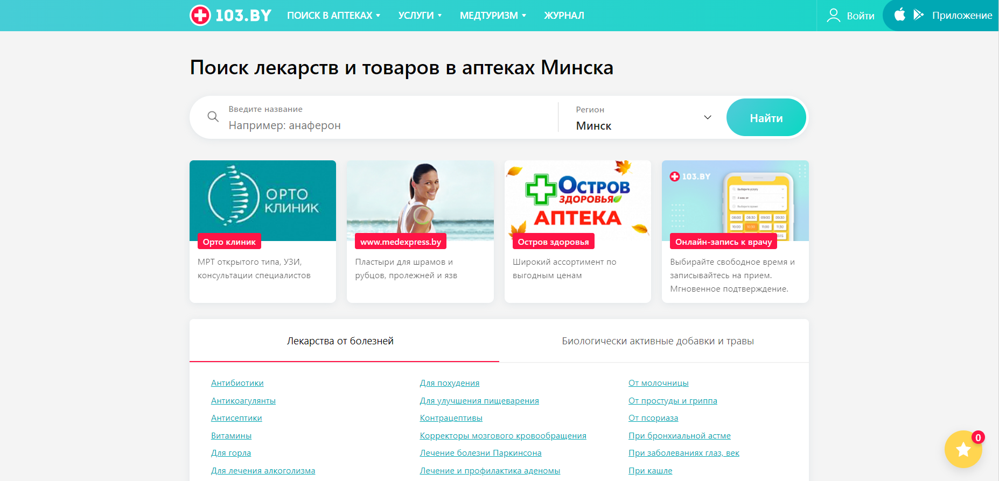 103.BY
ПОИСК В АПТЕКАХ
УСЛУГИ
МЕДТУРИЗМ
ЖУРНАЛ
Войти
Приложение
Поиск лекарств и товаров в аптеках Минска
Введите название
Например: анаферон
Регион
Минск
Найти
ОРТО
КЛИНИК
Орто клиник
МРТ открытого типа, УЗИ,
консультации специалистов
www.medexpress.by
Пластыри для шрамов и
рубцов, пролежней и язв
ОСТРОВ
ЗДОРОВЬЯ
АПТЕКА
Остров здоровья
Широкий ассортимент по
выгодным ценам
103.BY
Выберите услугу
Выберите время
08:00 08:30 09:00 09:30
10:00 10:30 11:00 11:30
Онлайн-запись к врачу
Выбирайте свободное время и
записывайтесь на прием.
Мгновенное подтверждение.
Лекарства от болезней
Биологически активные добавки и травы
Антибиотики
Антикоагулянты
Антисептики
Витамины
Для горла
Для лечения алкоголизма
Для похудения
Для улучшения пищеварения
Контрацептивы
Корректоры мозгового кровообращения
Лечение болезни Паркинсона
Лечение и профилактика аденомы
От молочницы
От простуды и гриппа
От псориаза
При бронхиальной астме
При заболеваниях глаз, век
При кашле
0